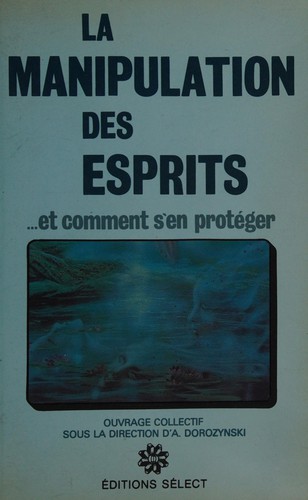 LA
MANIPULATION
DES
ESPRITS
...et comment s'en protéger
OUVRAGE COLLECTIF
SOUS LA DIRECTION D'A. DOROZYNSKI
ÉDITIONS SÉLECT